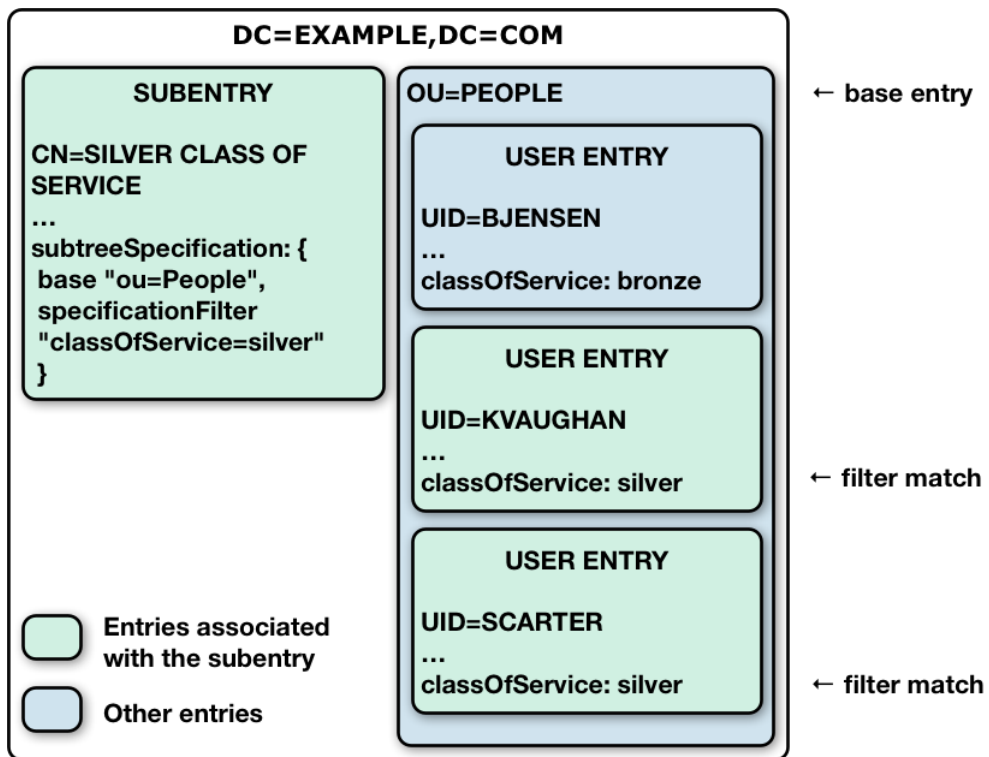 DC=EXAMPLE,DC=COM
SUBENTRY
CN=SILVER CLASS OF
SERVICE
...
subtreeSpecification: {
base "ou=People",
specificationFilter
"classOfService=silver"
}
OU=PEOPLE
← base entry
USER ENTRY
UID=BJENSEN
...
classOfService: bronze
USER ENTRY
UID=KVAUGHAN
...
classOfService: silver
← filter match
USER ENTRY
UID=SCARTER
...
classOfService: silver
← filter match
Entries associated
with the subentry
Other entries